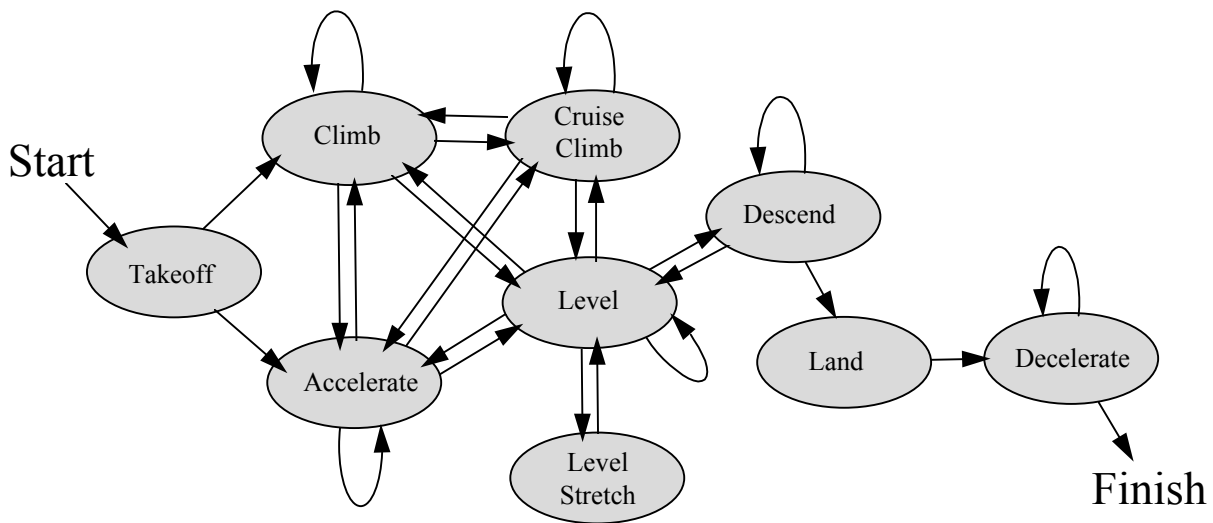 Climb
Cruise
Climb
Start
Descend
Takeoff
Level
Land
Decelerate
Accelerate
Level
Stretch
Finish